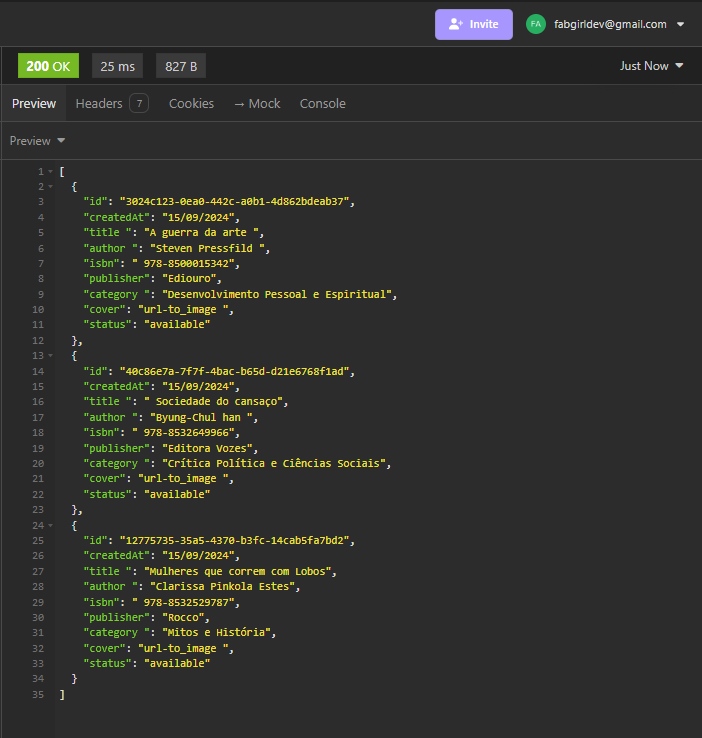 Invite
FA
fabgirldev@gmail.com
200 OK
25 ms
827 B
Just Now
Preview
Headers 7
Cookies
→ Mock
Console
Preview
1 [
2 {
3 "id": "3024c123-0ea0-442c-a0b1-4d862bdeab37",
4 "createdAt": "15/09/2024",
5 "title ": "A guerra da arte ",
6 "author ": "Steven Pressfild ",
7 "isbn": " 978-8500015342",
8 "publisher": "Ediouro",
9 "category ": "Desenvolvimento Pessoal e Espiritual",
10 "cover": "url-to_image ",
11 "status": "available"
12 },
13 {
14 "id": "40c86e7a-7f7f-4bac-b65d-d21e6768f1ad",
15 "createdAt": "15/09/2024",
16 "title ": " Sociedade do cansaço",
17 "author ": "Byung-Chul han ",
18 "isbn": " 978-8532649966",
19 "publisher": "Editora Vozes",
20 "category ": "Crítica Política e Ciências Sociais",
21 "cover": "url-to_image ",
22 "status": "available"
23 },
24 {
25 "id": "12775735-35a5-4370-b3fc-14cab5fa7bd2",
26 "createdAt": "15/09/2024",
27 "title ": "Mulheres que correm com Lobos",
28 "author ": "Clarissa Pinkola Estes",
29 "isbn": " 978-8532529787",
30 "publisher": "Rocco",
31 "category ": "Mitos e História",
32 "cover": "url-to_image ",
33 "status": "available"
34 }
35 ]